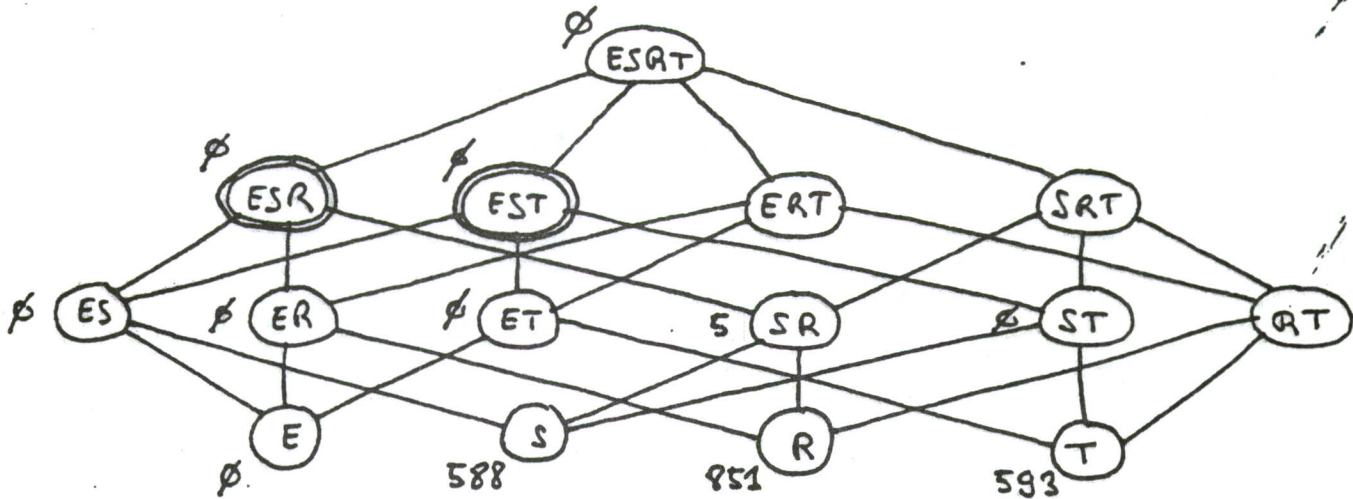 ø
ESRT
ø ø
ESR EST ERT SRT
ø ES ø ER ø ET 5 SR ø ST RT
E S R T
ø 588 851 593